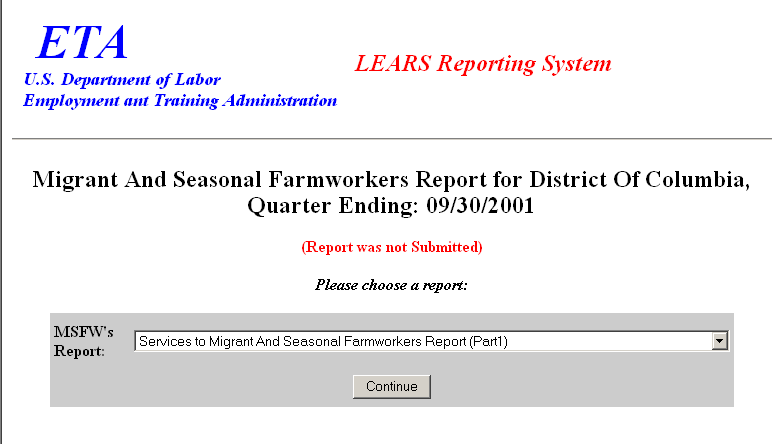 ETA
U.S. Department of Labor
Employment ant Training Administration
LEARS Reporting System
Migrant And Seasonal Farmworkers Report for District Of Columbia,
Quarter Ending: 09/30/2001
(Report was not Submitted)
Please choose a report:
MSFW's
Report:
Services to Migrant And Seasonal Farmworkers Report (Part1)
Continue